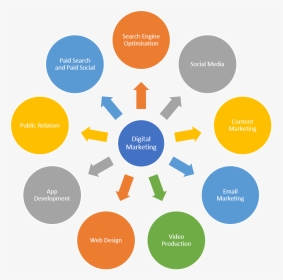 Search Engine
Optimisation
Social Media
Content
Marketing
Email
Marketing
Video
Production
Web Design
App
Development
Public Relation
Paid Search
and Paid Social
Digital
Marketing